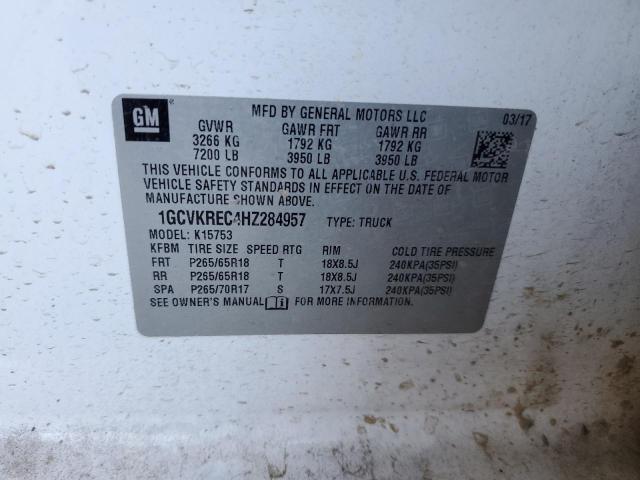 GM ® MFD BY GENERAL MOTORS LLC 03/17
GVWR GAWR FRT GAWR RR
3266 KG 1792 KG 1792 KG
7200 LB 3950 LB 3950 LB
THIS VEHICLE CONFORMS TO ALL APPLICABLE U.S. FEDERAL MOTOR
VEHICLE SAFETY STANDARDS IN EFFECT ON THE DATE OF
MANUFACTURE SHOWN ABOVE.
1GCVKREC4HZ284957 TYPE: TRUCK
MODEL: K15753
KFBM TIRE SIZE SPEED RTG RIM COLD TIRE PRESSURE
FRT P265/65R18 T 18X8.5J 240KPA(35PSI)
RR P265/65R18 T 18X8.5J 240KPA(35PSI)
SPA P265/70R17 S 17X7.5J 240KPA(35PSI)
SEE OWNER'S MANUAL FOR MORE INFORMATION.